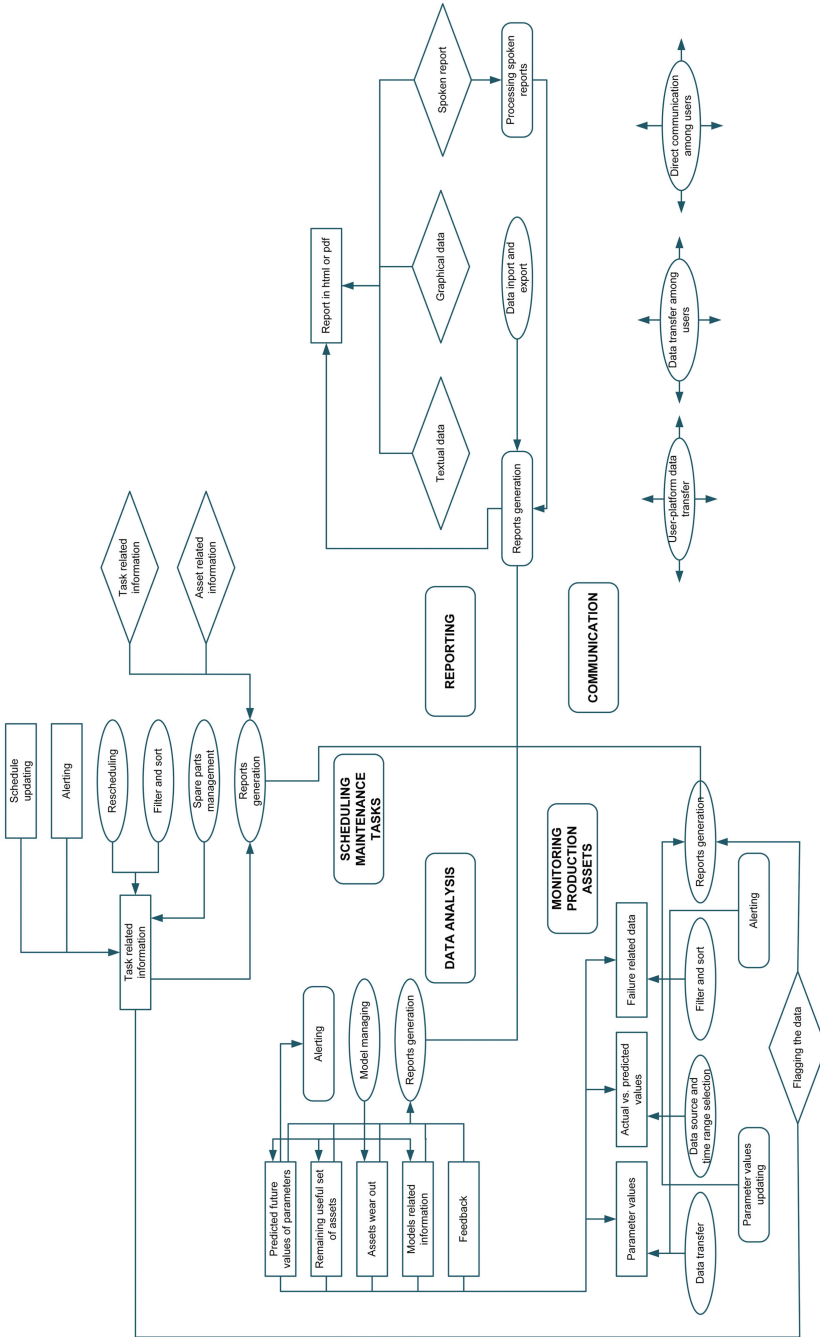 Schedule
updating
Alerting
Rescheduling
Filter and sort
Spare parts
management
Reports
generation
Task related
information
Task related
information
Asset related
information
SCHEDULING
MAINTENANCE
TASKS
Predicted future
values of parameters
Remaining useful set
of assets
Assets wear out
Models related
information
Feedback
Alerting
Model managing
Reports generation
DATA ANALYSIS
REPORTING
Report in html or pdf
Textual data
Graphical data
Spoken report
Reports generation
Data inport and
export
Processing spoken
reports
MONITORING
PRODUCTION
ASSETS
COMMUNICATION
Parameter values
Actual vs. predicted
values
Failure related data
Data transfer
Data source and
time range selection
Filter and sort
Reports generation
Parameter values
updating
Alerting
Flagging the data
User-platform data
transfer
Data transfer among
users
Direct communication
among users